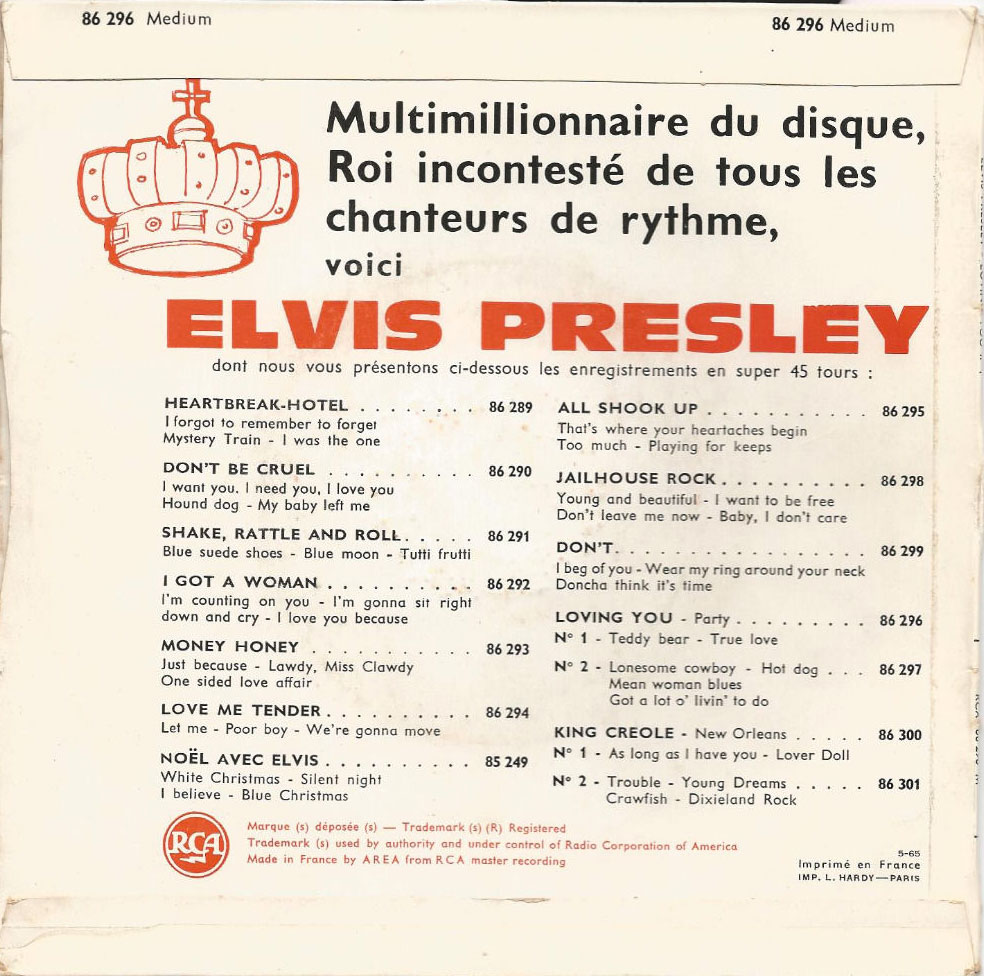 86 296 Medium
86 296 Medium
Multimillionnaire du disque,
Roi incontesté de tous les
chanteurs de rythme,
voici
ELVIS PRESLEY
dont nous vous présentons ci-dessous les enregistrements en super 45 tours :
HEARTBREAK-HOTEL . . . . . . . . 86 289
I forgot to remember to forget
Mystery Train - I was the one
DON'T BE CRUEL . . . . . . . . . . 86 290
I want you, I need you, I love you
Hound dog - My baby left me
SHAKE, RATTLE AND ROLL. . . . . 86 291
Blue suede shoes - Blue moon - Tutti frutti
I GOT A WOMAN . . . . . . . . . . 86 292
I'm counting on you - I'm gonna sit right
down and cry - I love you because
MONEY HONEY . . . . . . . . . . . 86 293
Just because - Lawdy, Miss Clawdy
One sided love affair
LOVE ME TENDER . . . . . . . . . . 86 294
Let me - Poor boy - We're gonna move
NOËL AVEC ELVIS . . . . . . . . . . 85 249
White Christmas - Silent night
I believe - Blue Christmas
ALL SHOOK UP . . . . . . . . . . . 86 295
That's where your heartaches begin
Too much - Playing for keeps
JAILHOUSE ROCK . . . . . . . . . . 86 298
Young and beautiful - I want to be free
Don't leave me now - Baby, I don't care
DON'T. . . . . . . . . . . . . . . . . 86 299
I beg of you - Wear my ring around your neck
Doncha think it's time
LOVING YOU - Party . . . . . . . . . 86 296
N° 1 - Teddy bear - True love
N° 2 - Lonesome cowboy - Hot dog . . . 86 297
Mean woman blues
Got a lot o' livin' to do
KING CREOLE - New Orleans . . . . . 86 300
N° 1 - As long as I have you - Lover Doll
N° 2 - Trouble - Young Dreams . . . . . 86 301
Crawfish - Dixieland Rock
RCA
Marque (s) déposée (s) — Trademark (s) (R) Registered
Trademark (s) used by authority and under control of Radio Corporation of America
Made in France by AREA from RCA master recording
5-65
Imprimé en France
IMP. L. HARDY—PARIS